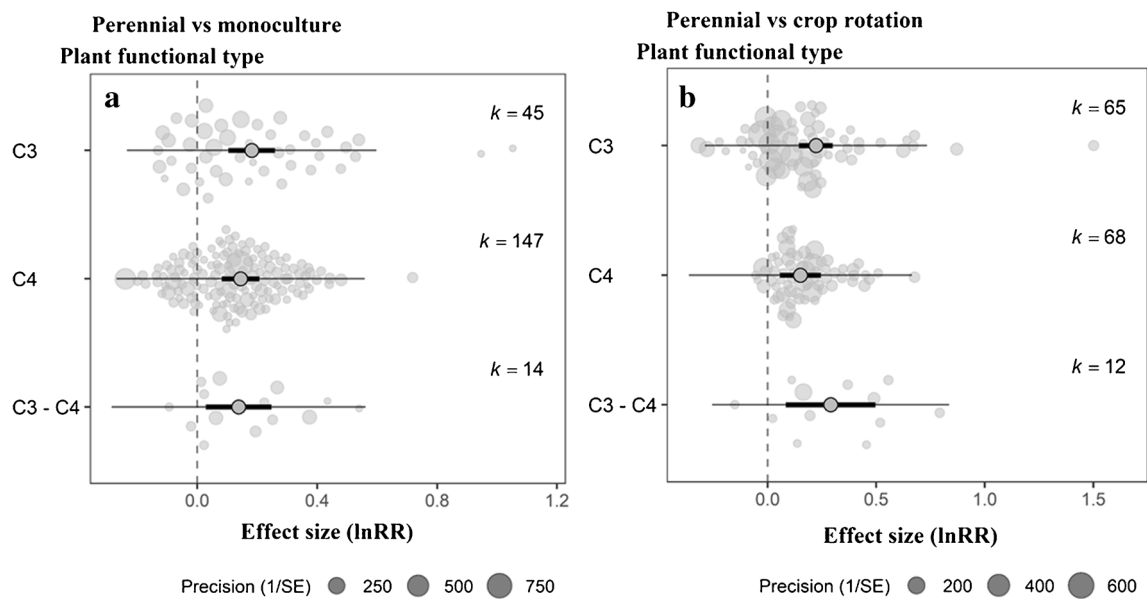 Perennial vs monoculture
Plant functional type
a
C3
k = 45
C4
k = 147
C3 - C4
k = 14
0.0 0.4 0.8 1.2
Effect size (lnRR)
Precision (1/SE) 250 500 750
Perennial vs crop rotation
Plant functional type
b
C3
k = 65
C4
k = 68
C3 - C4
k = 12
0.0 0.5 1.0 1.5
Effect size (lnRR)
Precision (1/SE) 200 400 600